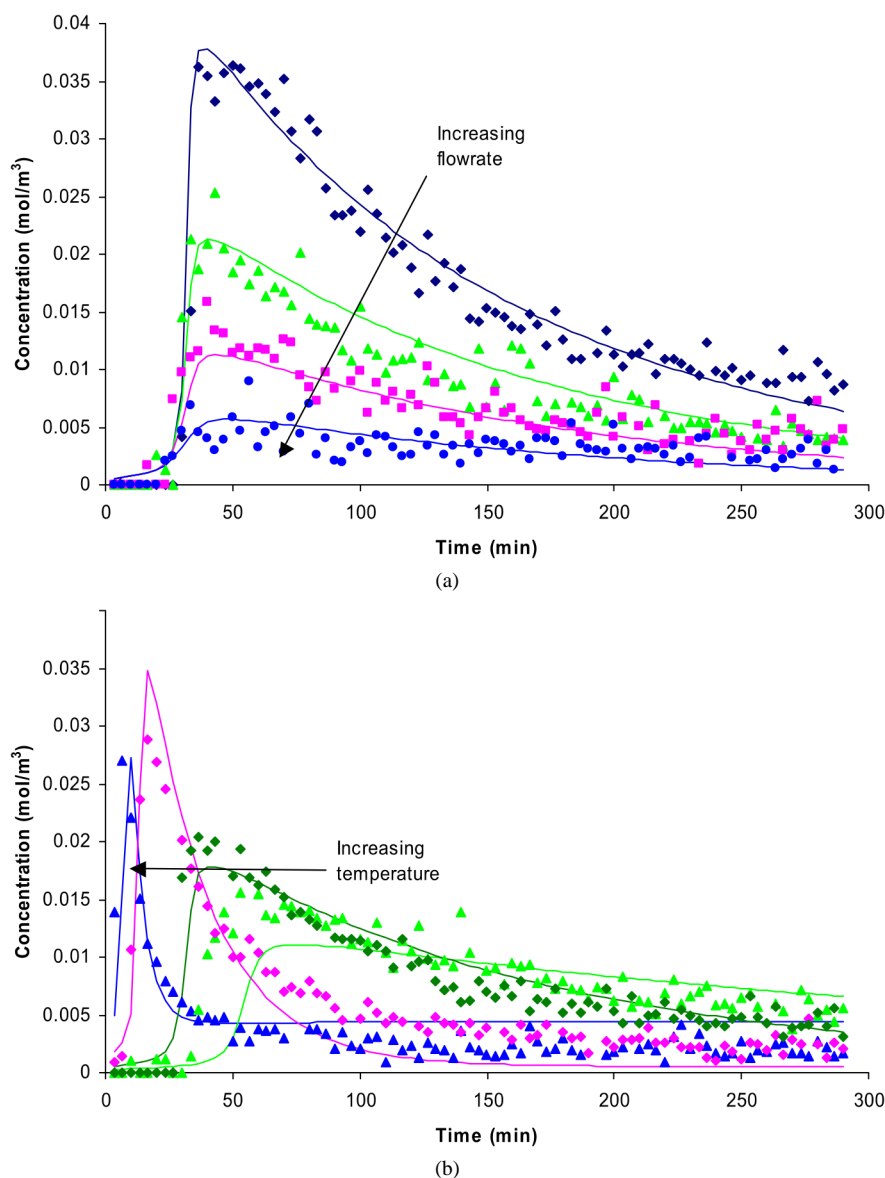 0.04
0.035
0.03
0.025
0.02
0.015
0.01
0.005
0
Concentration (mol/m³)
Increasing
flowrate
0 50 100 150 200 250 300
Time (min)
(a)
0.035
0.03
0.025
0.02
0.015
0.01
0.005
0
Concentration (mol/m³)
Increasing
temperature
0 50 100 150 200 250 300
Time (min)
(b)